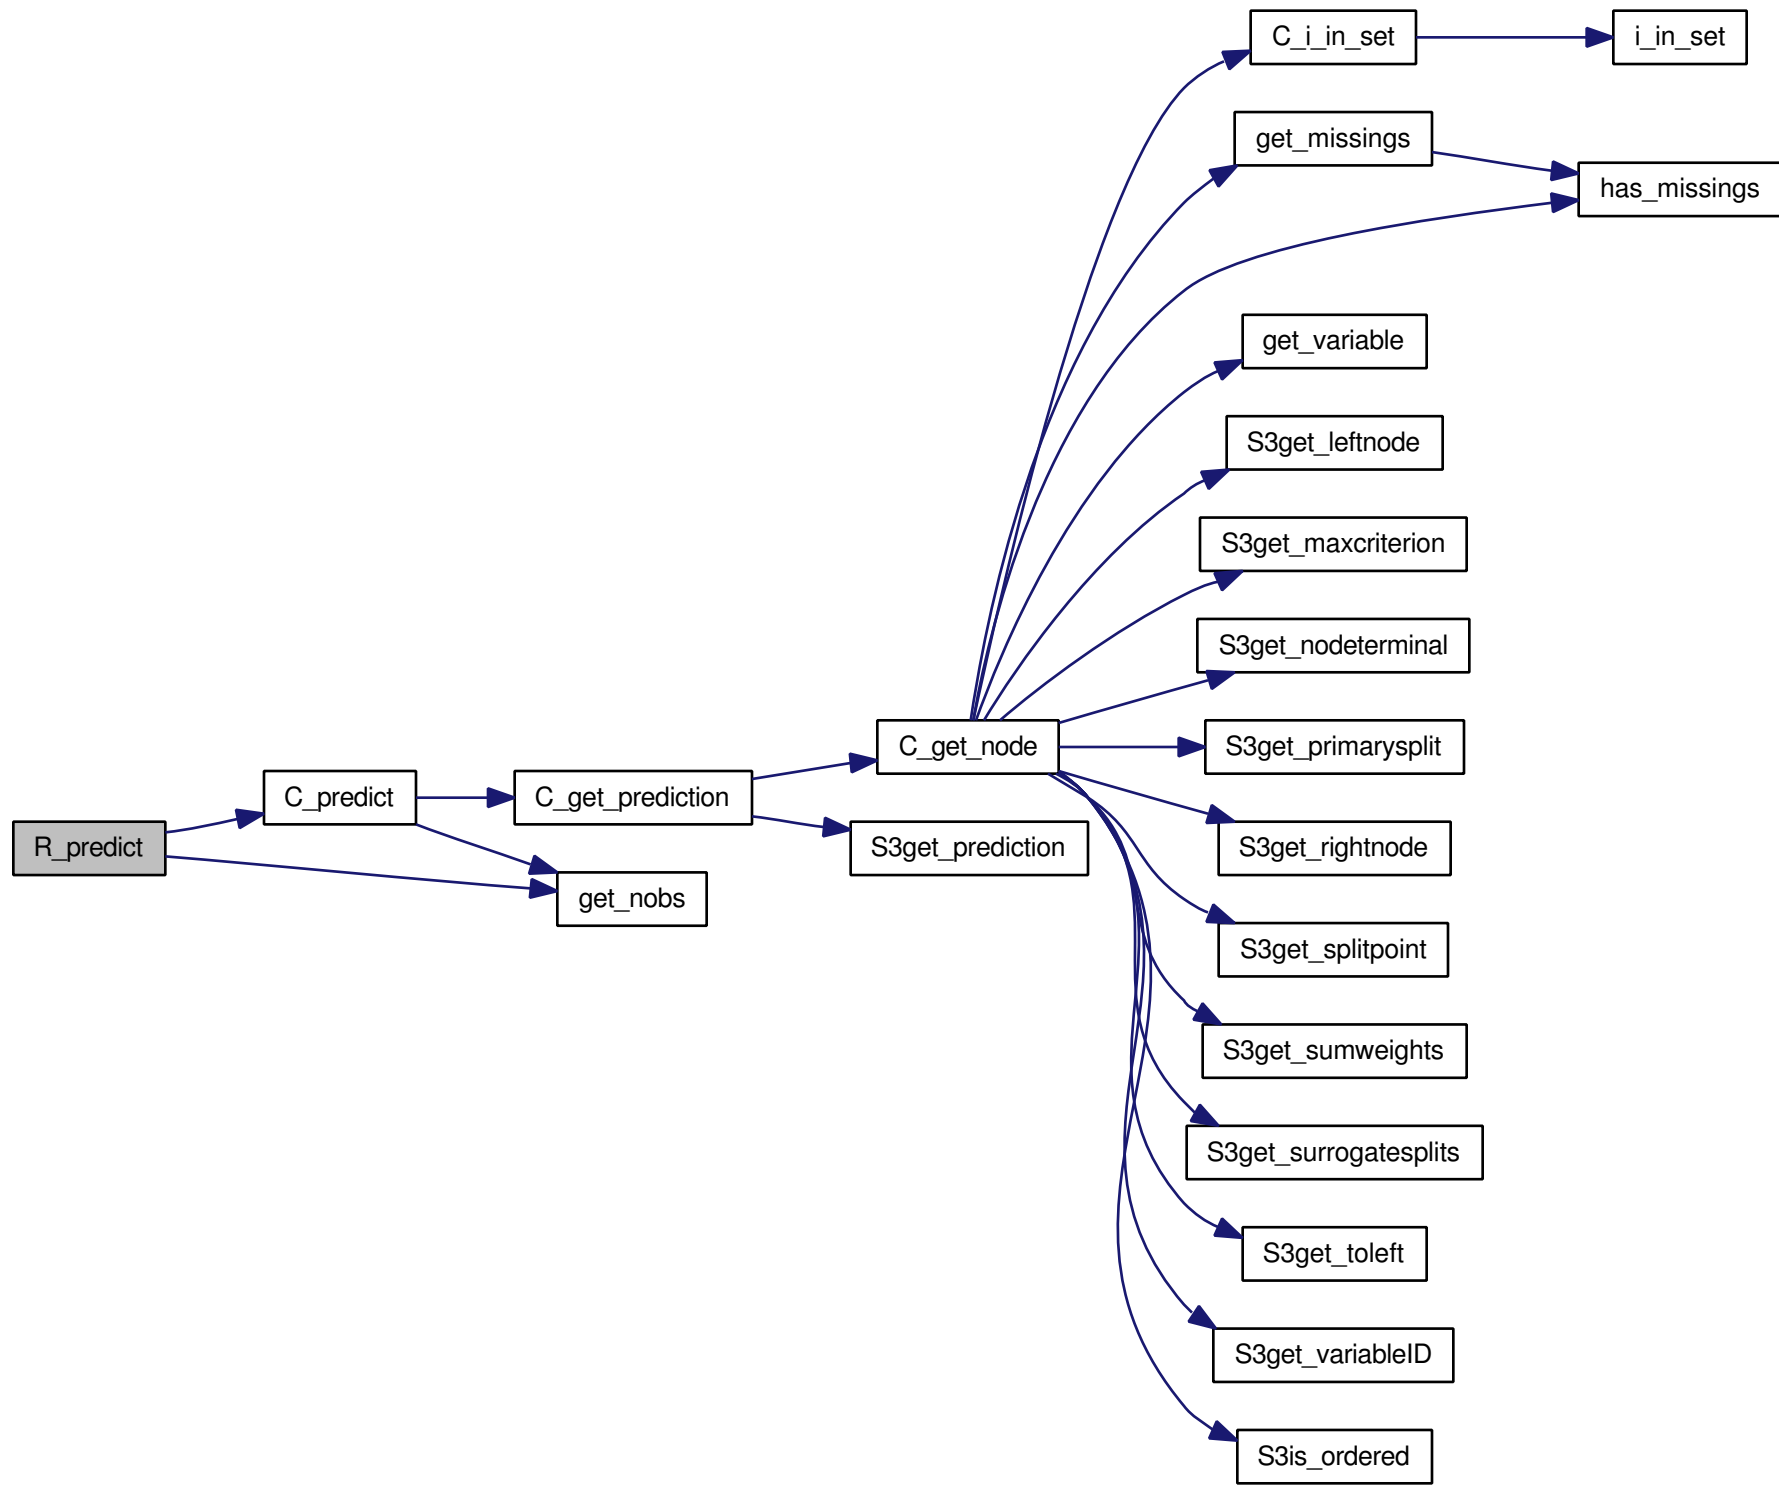 C_i_in_set
i_in_set
get_missings
has_missings
get_variable
S3get_leftnode
S3get_maxcriterion
S3get_nodeterminal
C_get_node
S3get_primarysplit
C_predict
C_get_prediction
R_predict
S3get_prediction
S3get_rightnode
get_nobs
S3get_splitpoint
S3get_sumweights
S3get_surrogatesplits
S3get_toleft
S3get_variableID
S3is_ordered